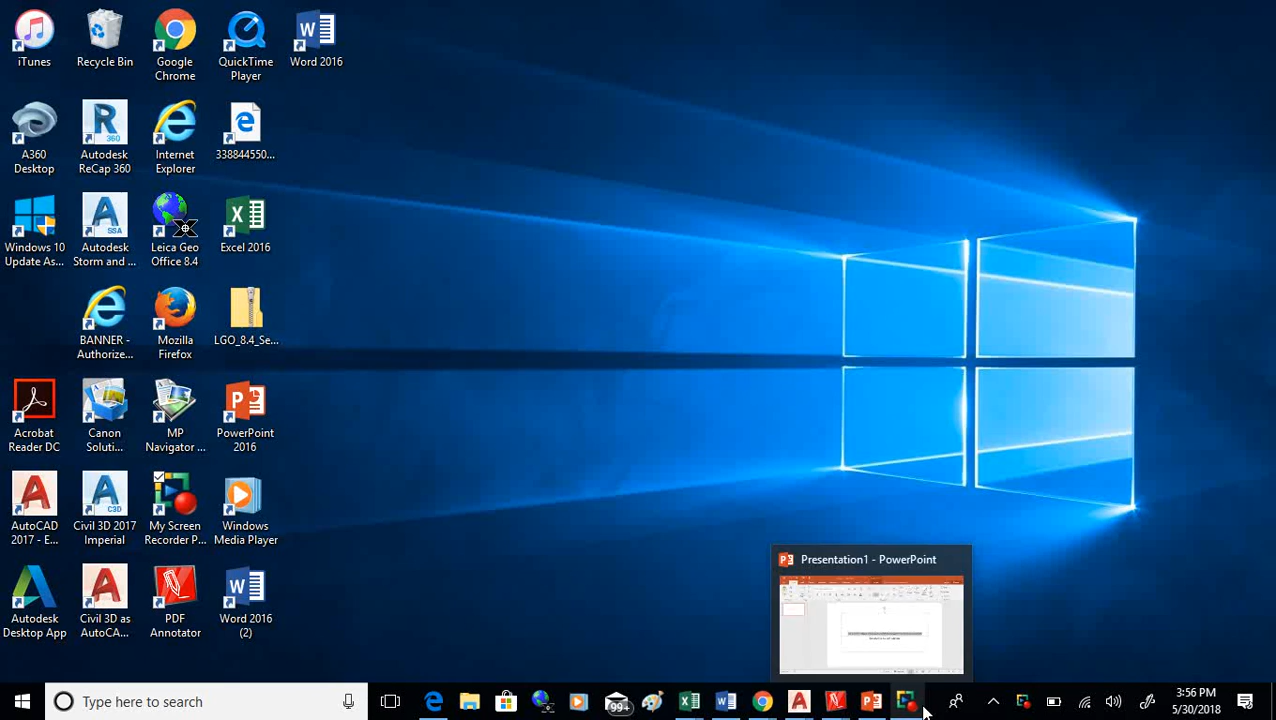 iTunes
Recycle Bin
Google
Chrome
QuickTime
Player
Word 2016
A360
Desktop
Autodesk
ReCap 360
Internet
Explorer
338844550...
Windows 10
Update As...
Autodesk
Storm and ...
Leica Geo
Office 8.4
Excel 2016
BANNER -
Authorize...
Mozilla
Firefox
LGO_8.4_Se...
Acrobat
Reader DC
Canon
Soluti...
MP
Navigator ...
PowerPoint
2016
AutoCAD
2017 - E...
Civil 3D 2017
Imperial
My Screen
Recorder P...
Windows
Media Player
Autodesk
Desktop App
Civil 3D as
AutoCA...
PDF
Annotator
Word 2016
(2)
Presentation1 - PowerPoint
Type here to search
99+
3:56 PM
5/30/2018